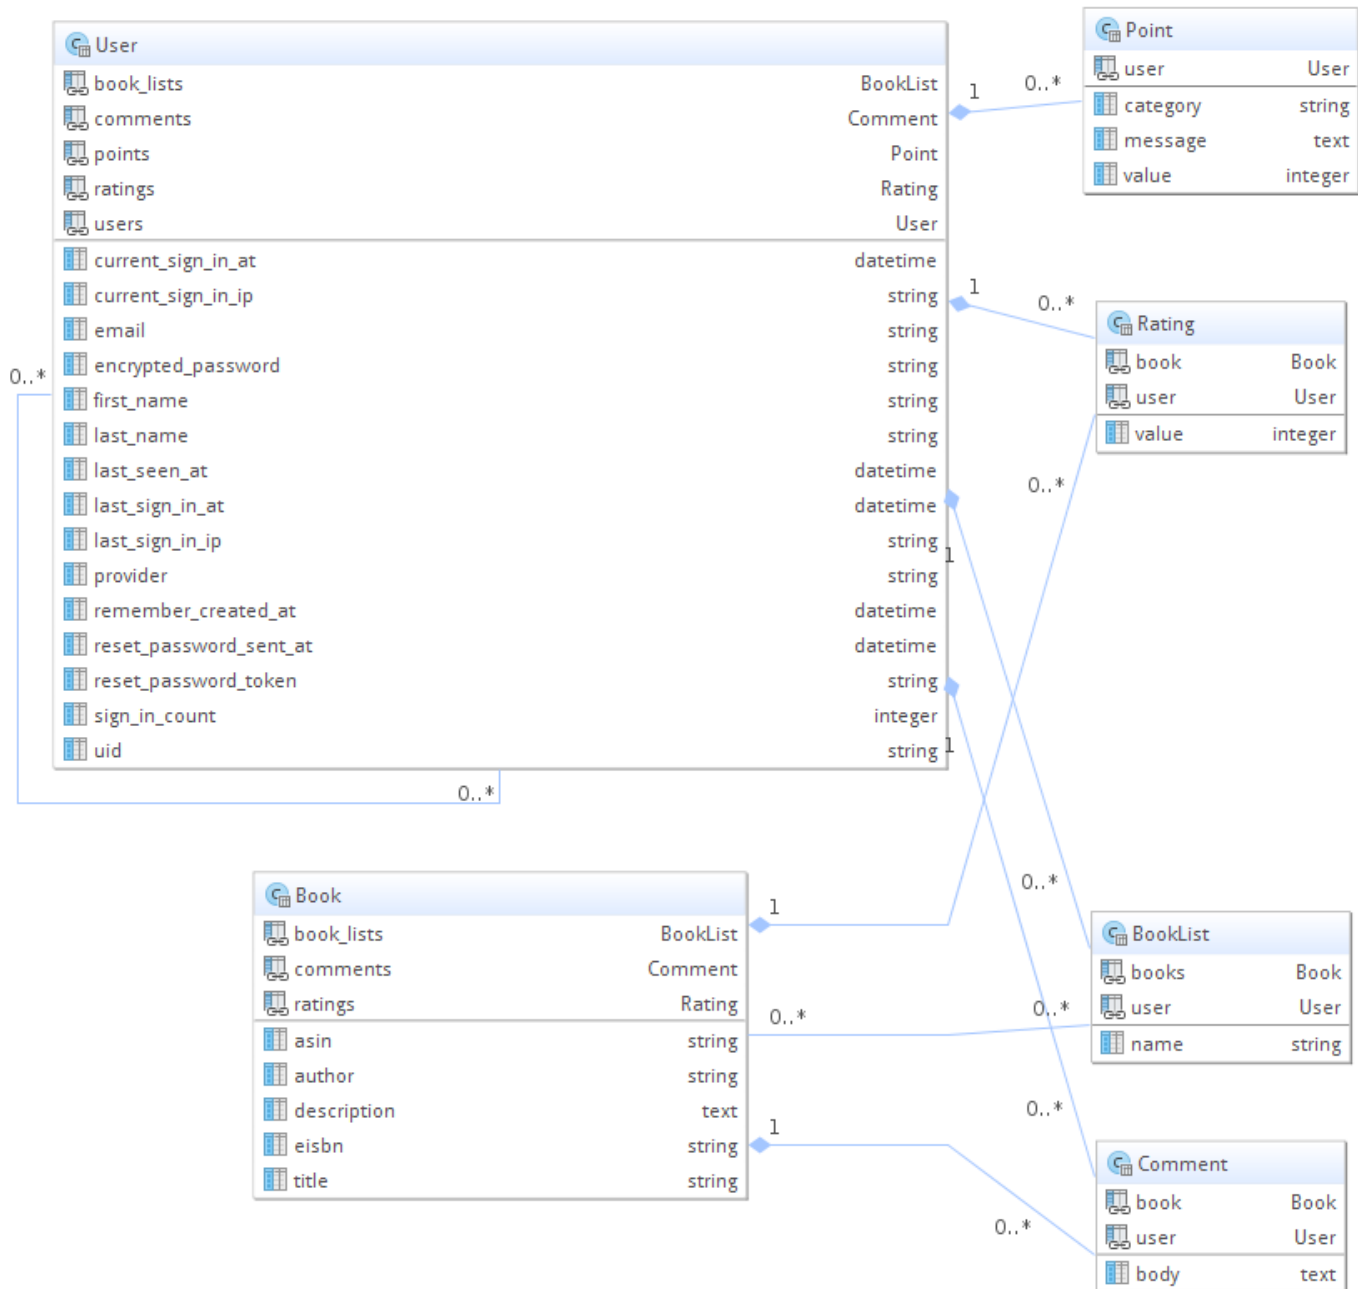 User
book_lists BookList
comments Comment
points Point
ratings Rating
users User
current_sign_in_at datetime
current_sign_in_ip string
email string
encrypted_password string
first_name string
last_name string
last_seen_at datetime
last_sign_in_at datetime
last_sign_in_ip string
provider string
remember_created_at datetime
reset_password_sent_at datetime
reset_password_token string
sign_in_count integer
uid string
0..*
0..*
1
0..*
Point
user User
category string
message text
value integer
1
0..*
Rating
book Book
user User
value integer
0..*
1
1
0..*
Book
book_lists BookList
comments Comment
ratings Rating
asin string
author string
description text
eisbn string
title string
1
0..*
0..*
BookList
books Book
user User
name string
0..*
1
0..*
Comment
book Book
user User
body text